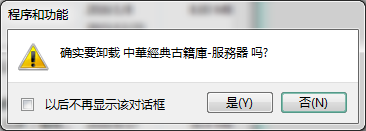 程序和功能
确实要卸载 中華經典古籍庫-服務器 吗?
以后不再显示该对话框
是(Y)
否(N)